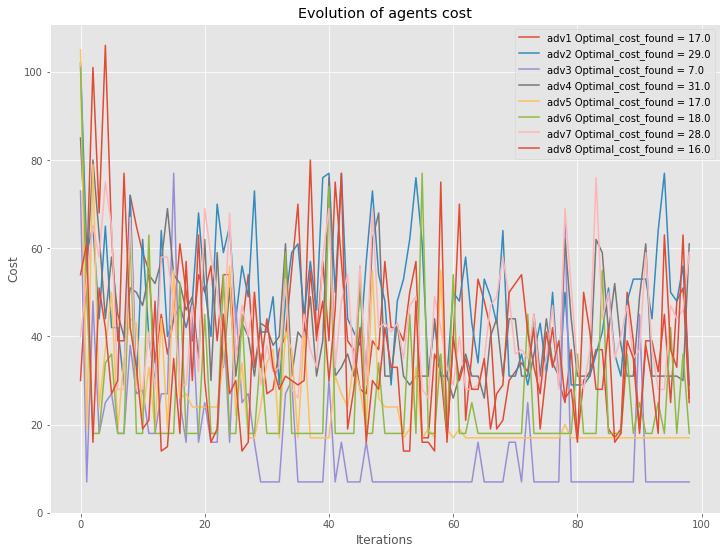 Evolution of agents cost
adv1 Optimal_cost_found = 17.0
adv2 Optimal_cost_found = 29.0
adv3 Optimal_cost_found = 7.0
adv4 Optimal_cost_found = 31.0
adv5 Optimal_cost_found = 17.0
adv6 Optimal_cost_found = 18.0
adv7 Optimal_cost_found = 28.0
adv8 Optimal_cost_found = 16.0
Cost
100
80
60
40
20
0
0 20 40 60 80 100
Iterations